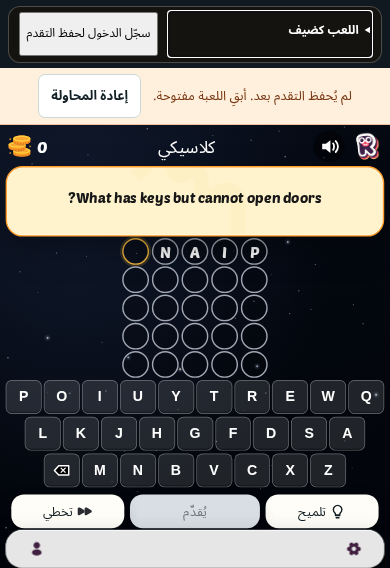 اللعب كضيف
سجّل الدخول لحفظ التقدم
لم يُحفظ التقدم بعد. أبقِ اللعبة مفتوحة.
إعادة المحاولة
كلاسيكي
0
What has keys but cannot open doors?
P I A N
Q W E R T Y U I O P
A S D F G H J K L
Z X C V B N M
تلميح
يُقدَّم
تخطي